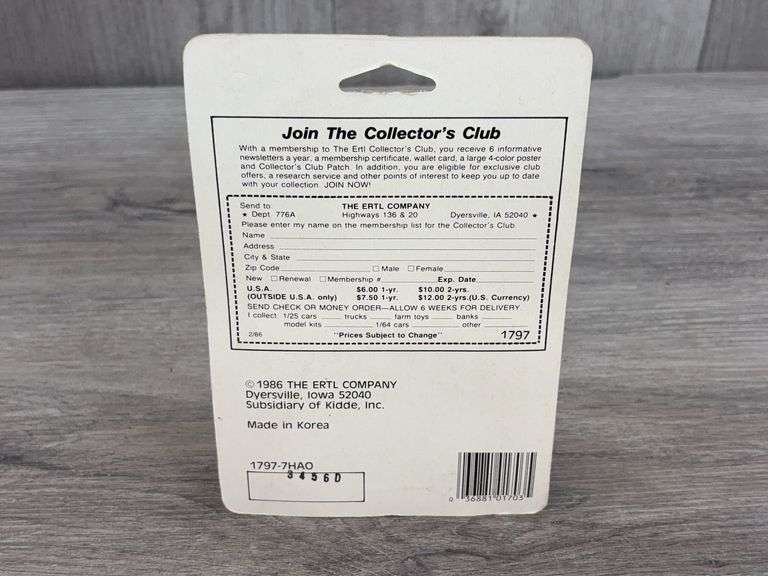 Join The Collector's Club
With a membership to The Ertl Collector's Club, you receive 6 informative
newsletters a year, a membership certificate, wallet card, a large 4-color poster
and Collector's Club Patch. In addition, you are eligible for exclusive club
offers, a research service and other points of interest to keep you up to date
with your collection. JOIN NOW!
Send to THE ERTL COMPANY
★ Dept 776A Highways 136 & 20 Dyersville, IA 52040 ★
Please enter my name on the membership list for the Collector's Club.
Name
Address
City & State
Zip Code □ Male □ Female
New □ Renewal □ Membership # Exp. Date
U.S.A. $6.00 1-yr. $10.00 2-yrs.
(OUTSIDE U.S.A. only) $7.50 1-yr. $12.00 2-yrs.(U.S. Currency)
SEND CHECK OR MONEY ORDER—ALLOW 6 WEEKS FOR DELIVERY.
I collect: 1/25 cars trucks farm toys banks
model kits 1/64 cars other
2/86 "Prices Subject to Change" 1797
© 1986 THE ERTL COMPANY
Dyersville, Iowa 52040
Subsidiary of Kidde, Inc.
Made in Korea
1797-7HAO
3456D
0 36881 01703